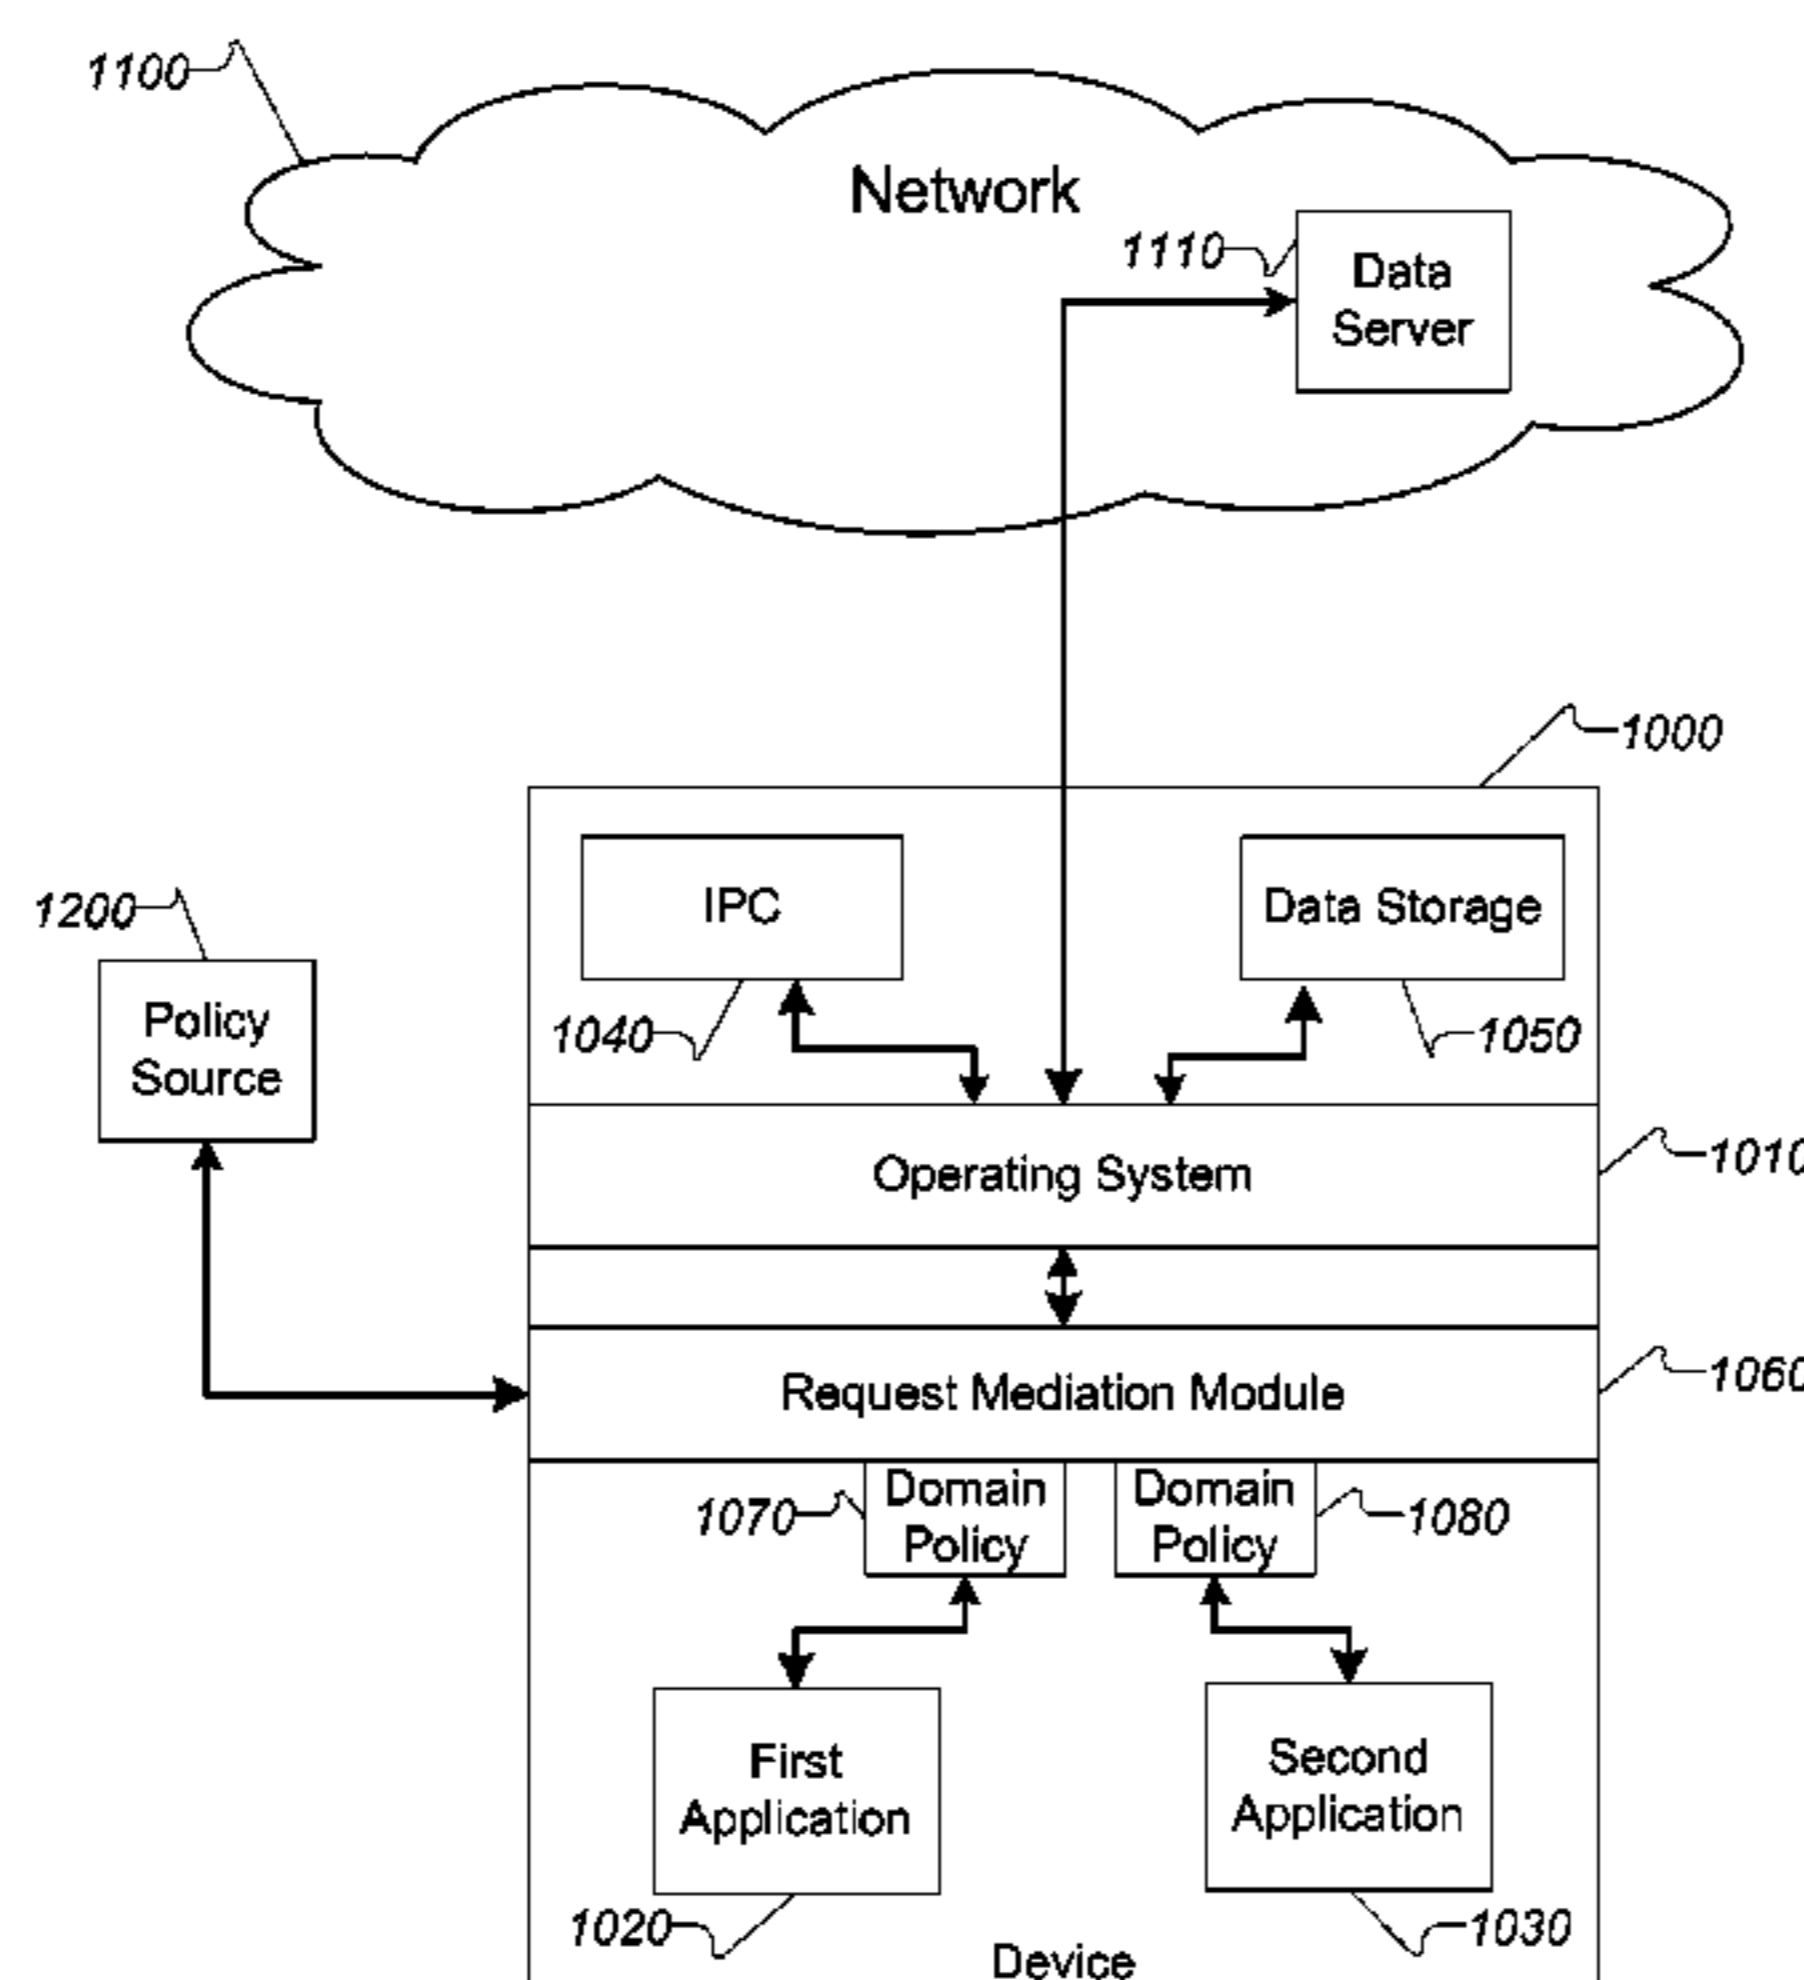 1100
Network
1110
Data
Server
1000
IPC
Data Storage
1200
Policy
Source
1040
1050
Operating System
1010
Request Mediation Module
1060
1070
Domain
Policy
Domain
Policy
1080
First
Application
Second
Application
1020
1030
Device